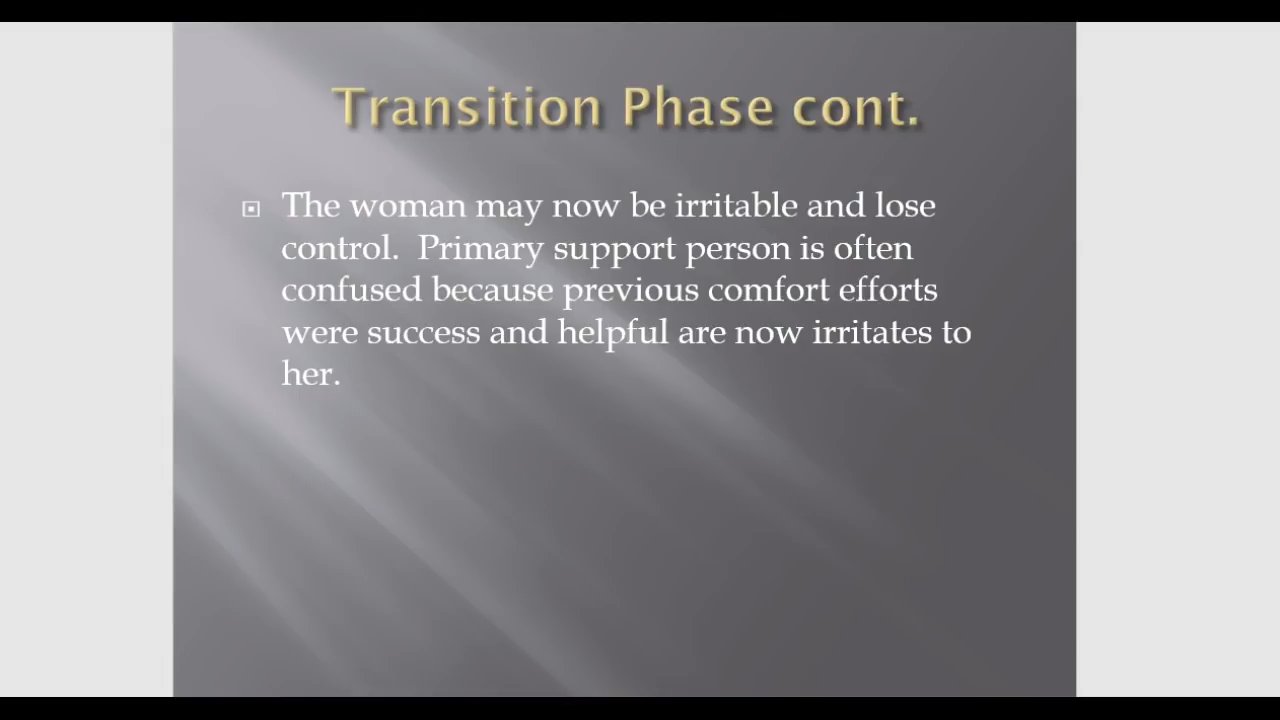 Transition Phase cont.
The woman may now be irritable and lose
control.  Primary support person is often
confused because previous comfort efforts
were success and helpful are now irritates to
her.